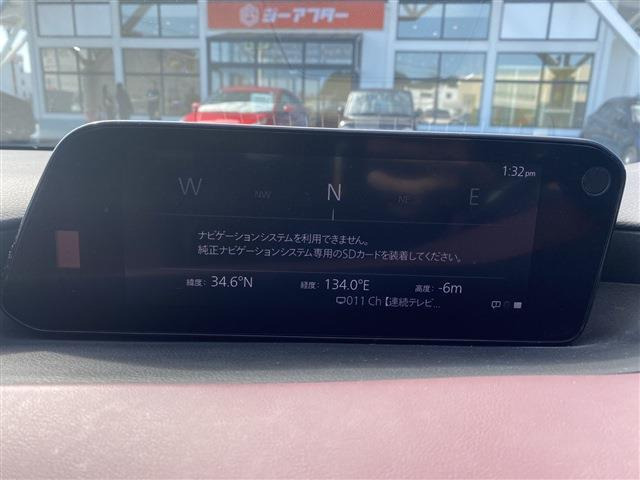 ジーアフター
1:32pm
W NW N NE E
ナビゲーションシステムを利用できません。
純正ナビゲーションシステム専用のSDカードを装着してください。
緯度: 34.6°N 経度: 134.0°E 高度: -6m
011 Ch【連続テレビ...